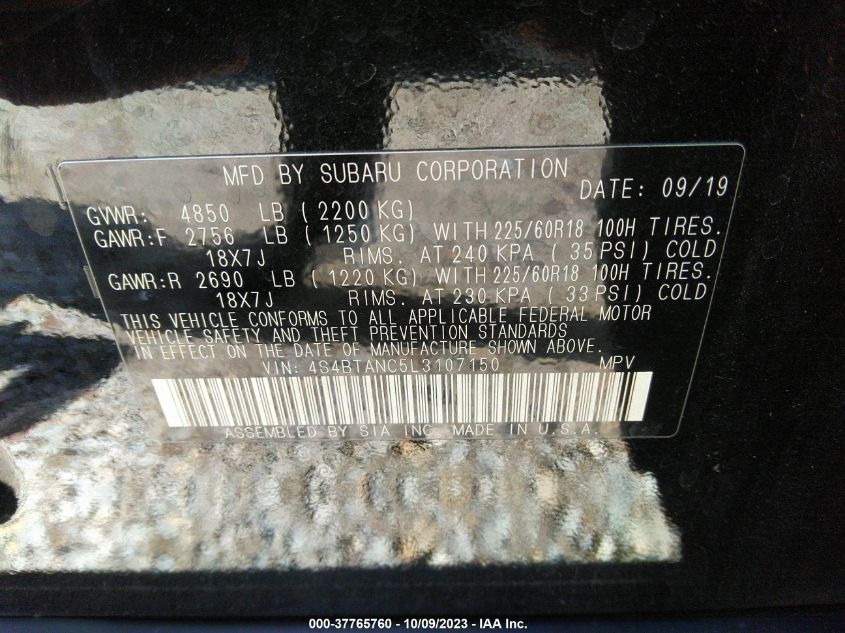 MFD BY SUBARU CORPORATION DATE: 09/19
GVWR: 4850 LB ( 2200 KG)
GAWR:F 2756 LB ( 1250 KG) WITH 225/60R18 100H TIRES.
18X7J RIMS. AT 240 KPA ( 35 PSI) COLD
GAWR:R 2690 LB ( 1220 KG) WITH 225/60R18 100H TIRES.
18X7J RIMS. AT 230 KPA ( 33 PSI) COLD
THIS VEHICLE CONFORMS TO ALL APPLICABLE FEDERAL MOTOR
VEHICLE SAFETY AND THEFT PREVENTION STANDARDS
IN EFFECT ON THE DATE OF MANUFACTURE SHOWN ABOVE.
VIN: 4S4BTANC5L3107150 MPV
ASSEMBLED BY SIA INC. MADE IN U.S.A.
000-37765760 - 10/09/2023 - IAA Inc.